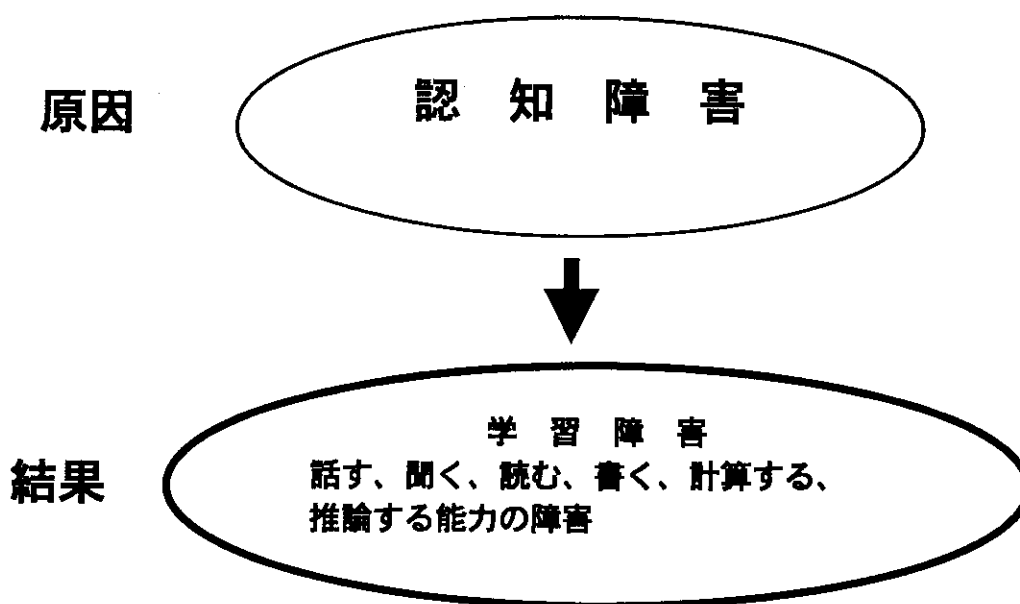 原因
認知障害
結果
学習障害
話す、聞く、読む、書く、計算する、
推論する能力の障害